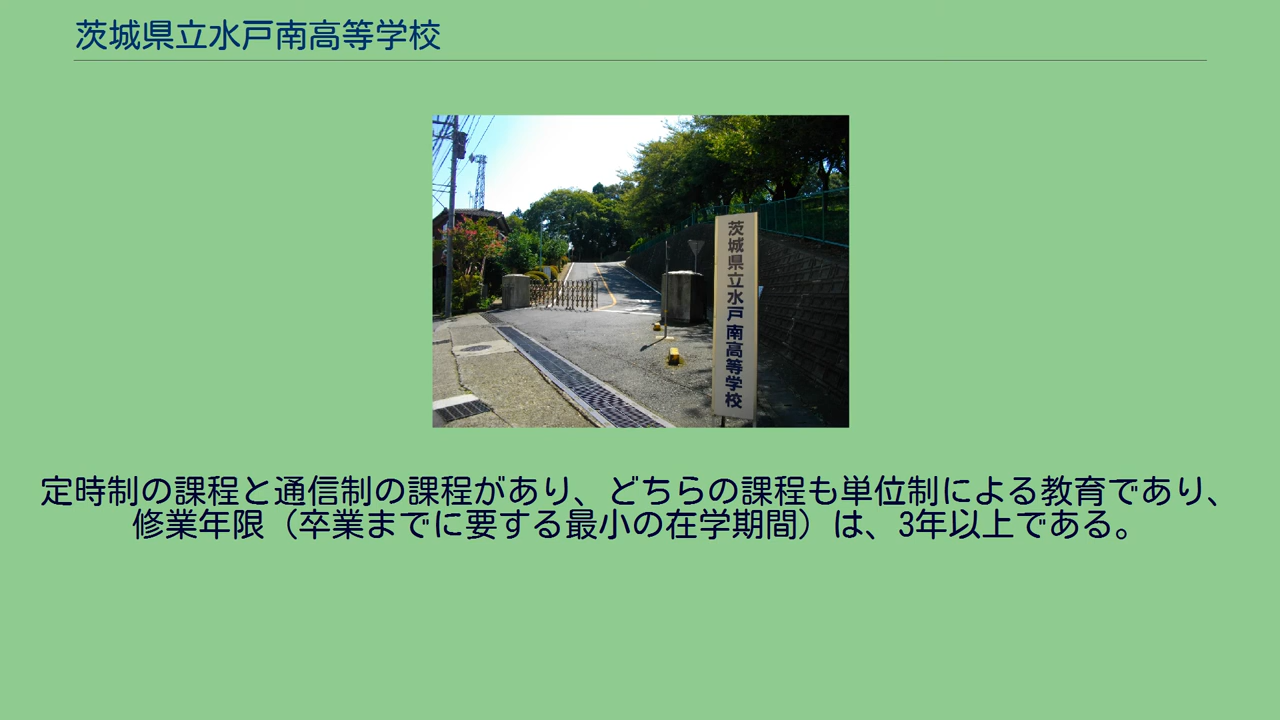 茨城県立水戸南高等学校
茨城県立水戸南高等学校
定時制の課程と通信制の課程があり、どちらの課程も単位制による教育であり、
修業年限（卒業までに要する最小の在学期間）は、3年以上である。